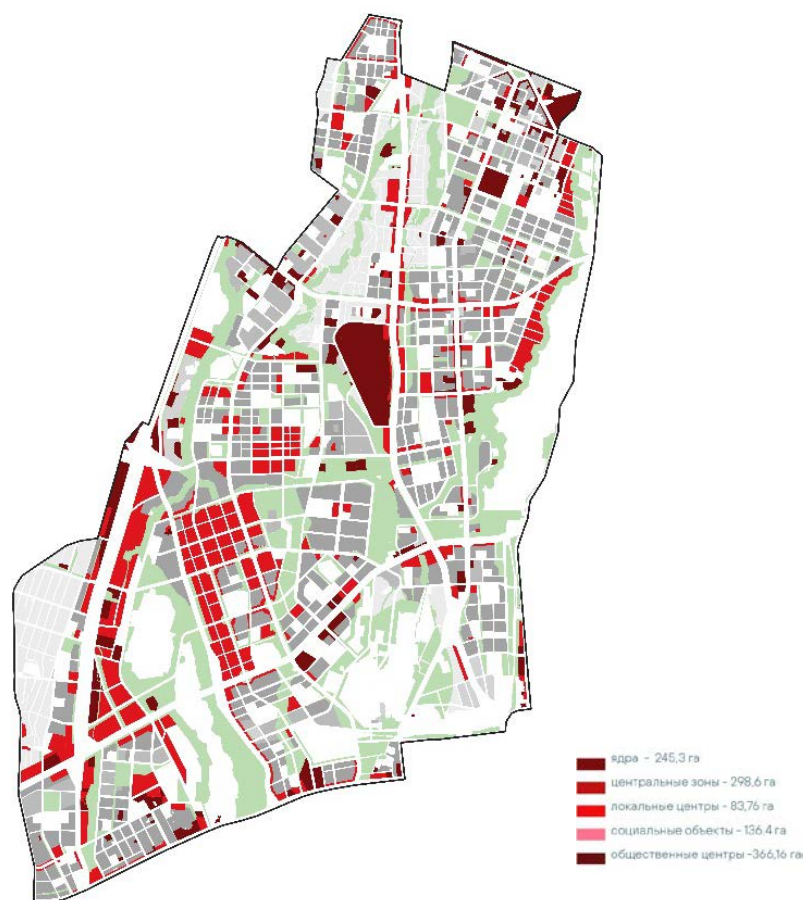 ядра - 245,3 га
центральные зоны - 298,6 га
локальные центры - 83,76 га
социальные объекты - 136,4 га
общественные центры -366,16 га